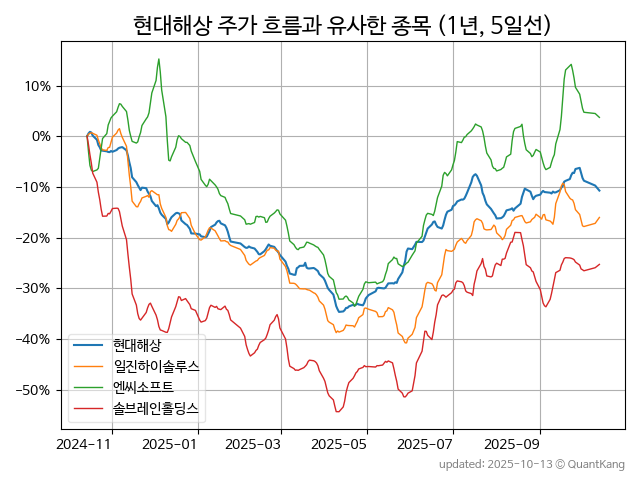 현대해상 주가 흐름과 유사한 종목 (1년, 5일선)
10%
0%
−10%
−20%
−30%
−40%
−50%
현대해상
일진하이솔루스
엔씨소프트
솔브레인홀딩스
2024-11
2025-01
2025-03
2025-05
2025-07
2025-09
updated: 2025-10-13 © QuantKang